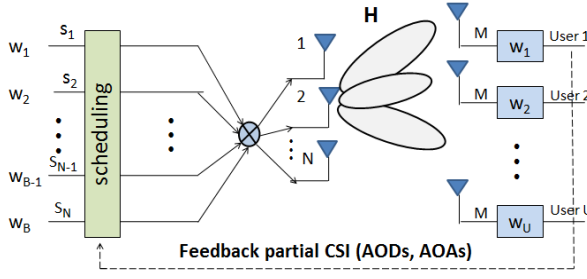 W1
W2
WB-1
WB
S1
S2
SN-1
SN
scheduling
1
2
N
H
M
W1
User 1
M
W2
User 2
M
WU
User U
Feedback partial CSI (AODs, AOAs)